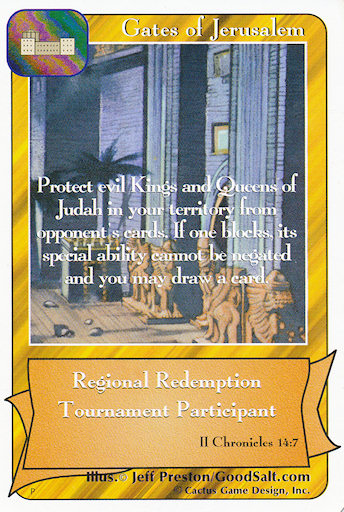 Gates of Jerusalem
Protect evil Kings and Queens of
Judah in your territory from
opponent's cards. If one blocks, its
special ability cannot be negated
and you may draw a card.
Regional Redemption
Tournament Participant
II Chronicles 14:7
Illus. © Jeff Preston/GoodSalt.com
P
© Cactus Game Design, Inc.